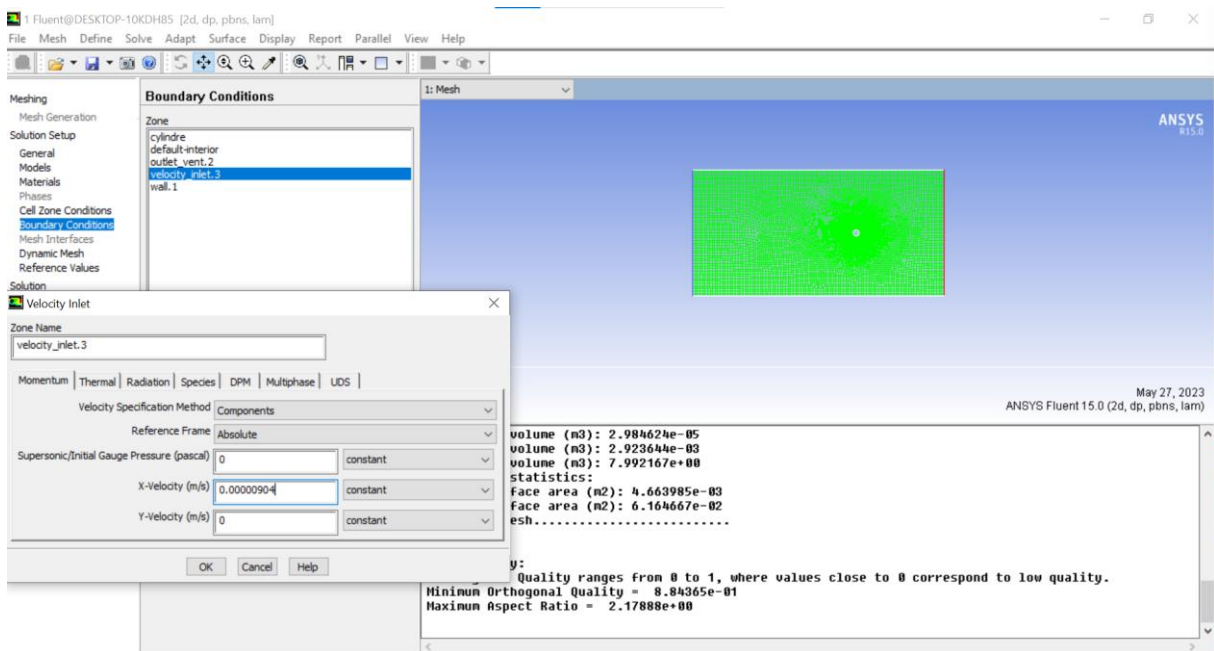 1 Fluent@DESKTOP-10KDH85 [2d, dp, pbns, lam]
File Mesh Define Solve Adapt Surface Display Report Parallel View Help
Meshing
Mesh Generation
Solution Setup
General
Models
Materials
Phases
Cell Zone Conditions
Boundary Conditions
Mesh Interfaces
Dynamic Mesh
Reference Values
Solution
Boundary Conditions
Zone
cylindre
default-interior
outlet_vent.2
velocity_inlet.3
wall.1
1: Mesh
ANSYS
R15.0
May 27, 2023
ANSYS Fluent 15.0 (2d, dp, pbns, lam)
Velocity Inlet
Zone Name
velocity_inlet.3
Momentum Thermal Radiation Species DPM Multiphase UDS
Velocity Specification Method Components
Reference Frame Absolute
Supersonic/Initial Gauge Pressure (pascal) 0 constant
X-Velocity (m/s) 0.00000904 constant
Y-Velocity (m/s) 0 constant
OK Cancel Help
volume (m3): 2.984624e-05
volume (m3): 2.923644e-03
volume (m3): 7.992167e+00
statistics:
face area (m2): 4.663985e-03
face area (m2): 6.164667e-02
esh..........................
y:
Quality ranges from 0 to 1, where values close to 0 correspond to low quality.
Minimum Orthogonal Quality = 8.84365e-01
Maximum Aspect Ratio = 2.17888e+00